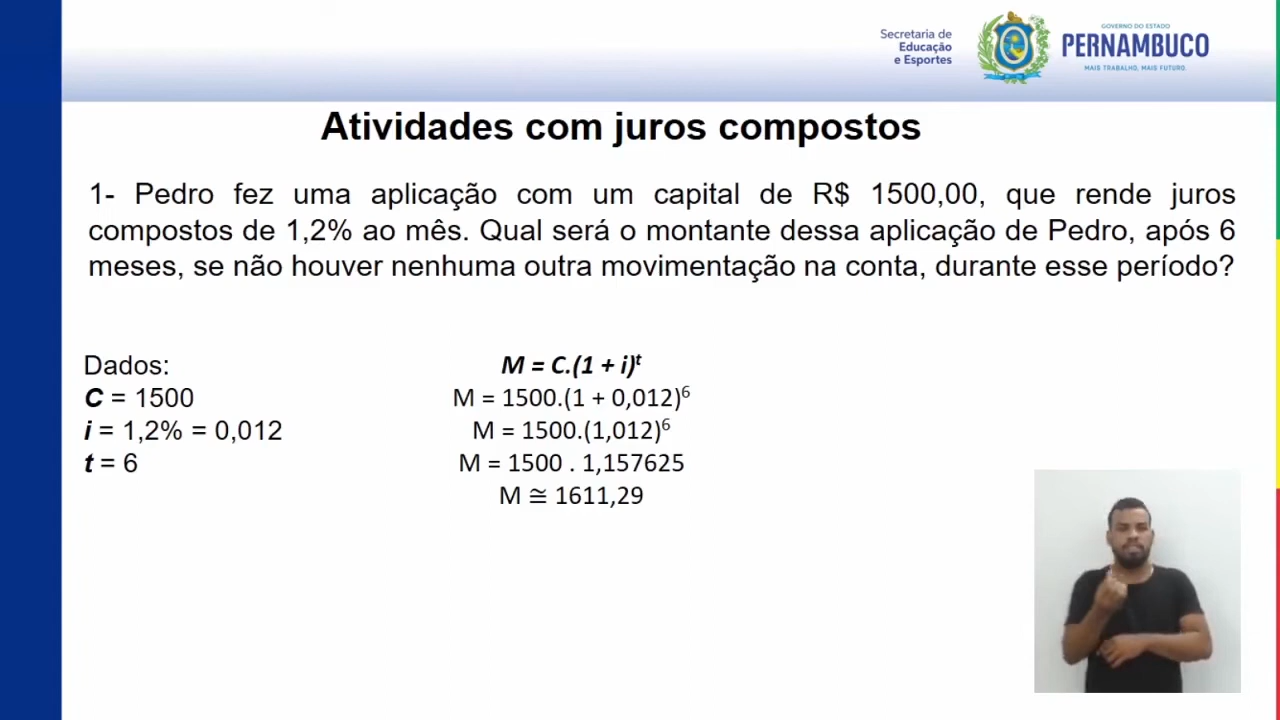 Secretaria de
Educação
e Esportes
GOVERNO DO ESTADO
PERNAMBUCO
MAIS TRABALHO, MAIS FUTURO.
Atividades com juros compostos
1- Pedro fez uma aplicação com um capital de R$ 1500,00, que rende juros
compostos de 1,2% ao mês. Qual será o montante dessa aplicação de Pedro, após 6
meses, se não houver nenhuma outra movimentação na conta, durante esse período?
Dados:
C = 1500
i = 1,2% = 0,012
t = 6
M = C.(1 + i)ᵗ
M = 1500.(1 + 0,012)⁶
M = 1500.(1,012)⁶
M = 1500 . 1,157625
M ≅ 1611,29